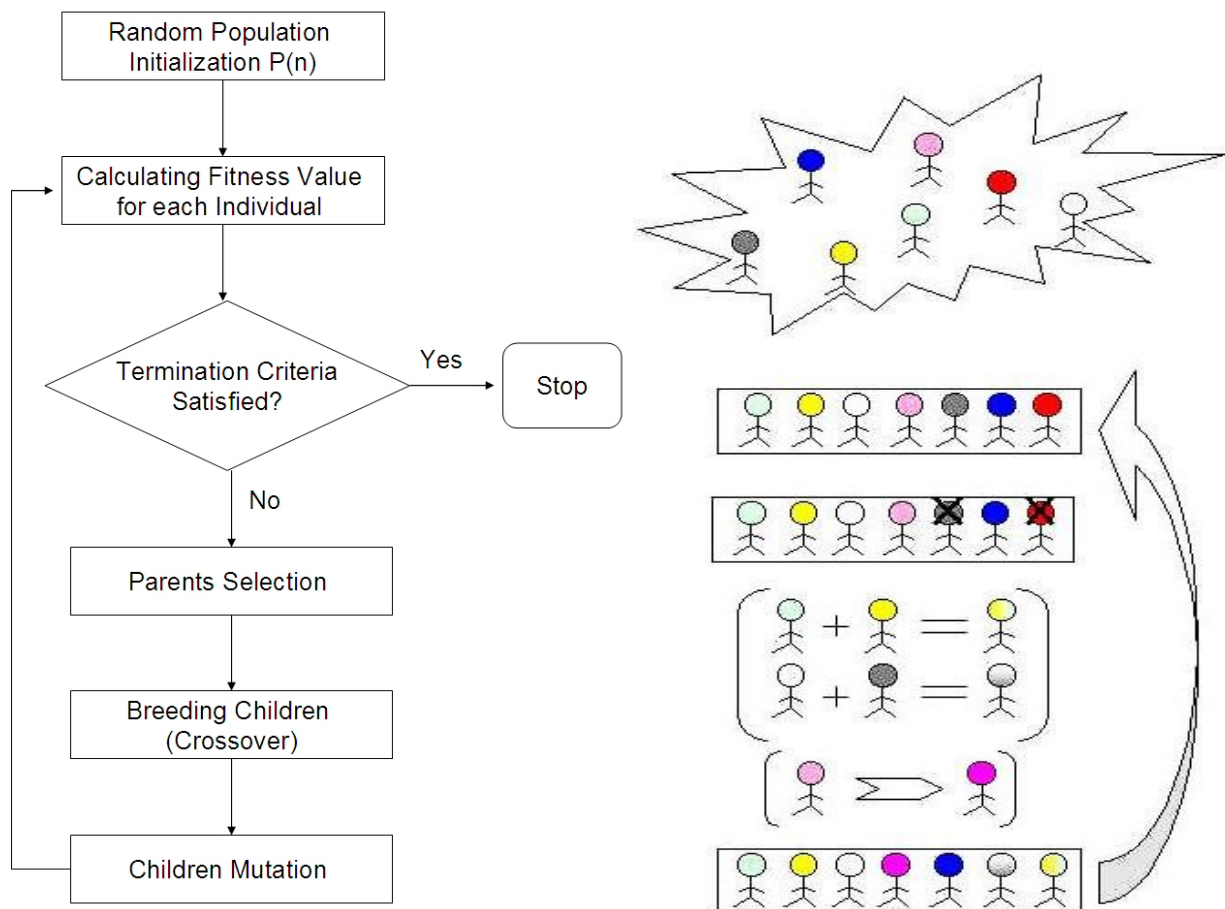 Random Population
Initialization P(n)
Calculating Fitness Value
for each Individual
Termination Criteria
Satisfied?
Yes
Stop
No
Parents Selection
Breeding Children
(Crossover)
Children Mutation